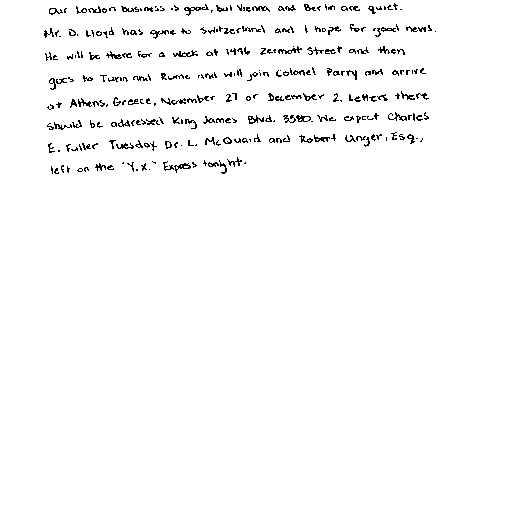 Our London business is good, but Vienna and Berlin are quiet.
Mr. D. Lloyd has gone to Switzerland and I hope for good news.
He will be there for a week at 1496 Zermott Street and then
goes to Turin and Rome and will join Colonel Parry and arrive
at Athens, Greece, November 27 or December 2. Letters there
should be addressed King James Blvd. 3580. We expect Charles
E. Fuller Tuesday. Dr. L. McQuaid and Robert Unger, Esq.,
left on the "Y.X." Express tonight.